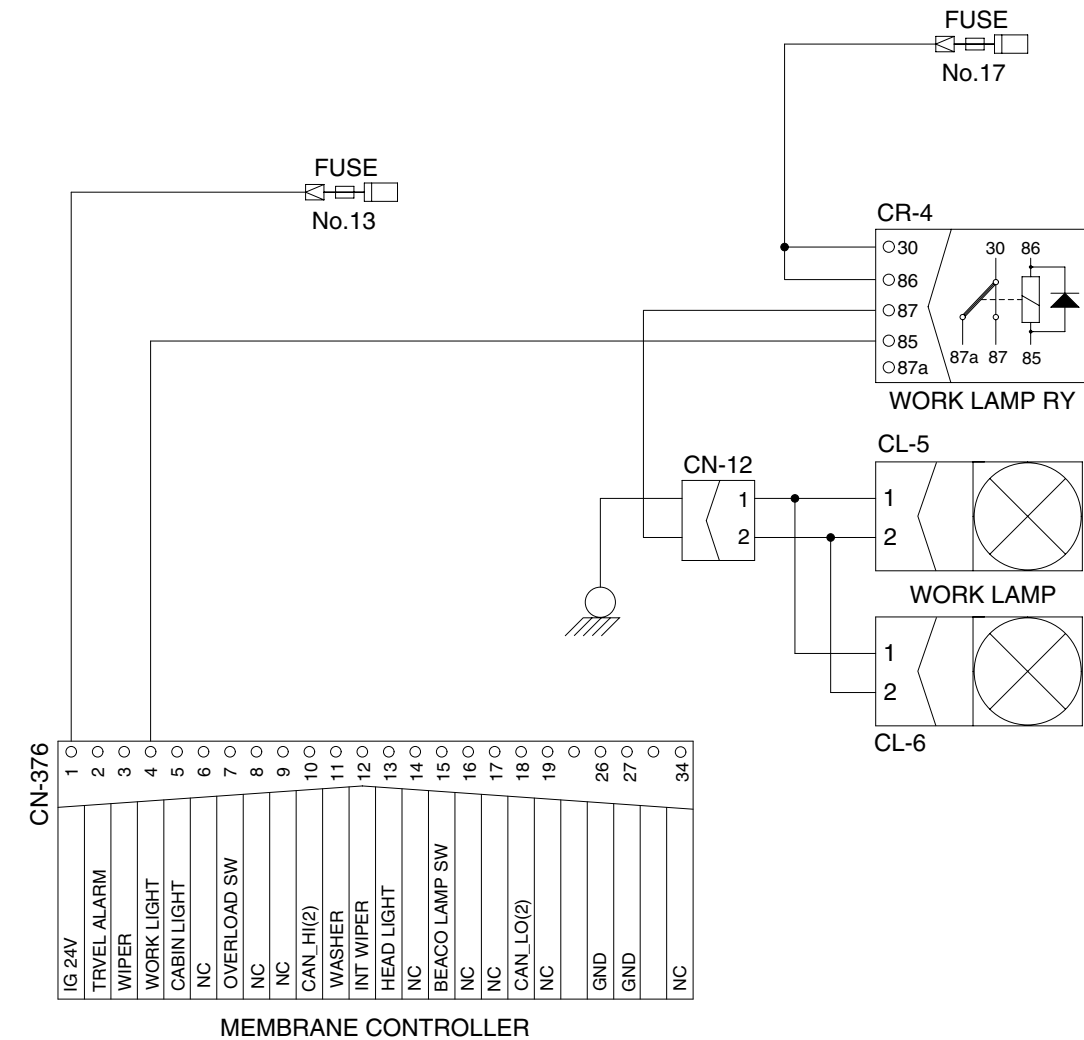 FUSE
No.17
FUSE
No.13
CR-4
30
86
87
85
87a
30 86
87a 87 85
WORK LAMP RY
CL-5
1
2
WORK LAMP
1
2
CL-6
CN-12
1
2
CN-376
1 2 3 4 5 6 7 8 9 10 11 12 13 14 15 16 17 18 19 26 27 34
IG 24V
TRVEL ALARM
WIPER
WORK LIGHT
CABIN LIGHT
NC
OVERLOAD SW
NC
NC
CAN_HI(2)
WASHER
INT WIPER
HEAD LIGHT
NC
BEACO LAMP SW
NC
NC
CAN_LO(2)
NC
GND
GND
NC
MEMBRANE CONTROLLER